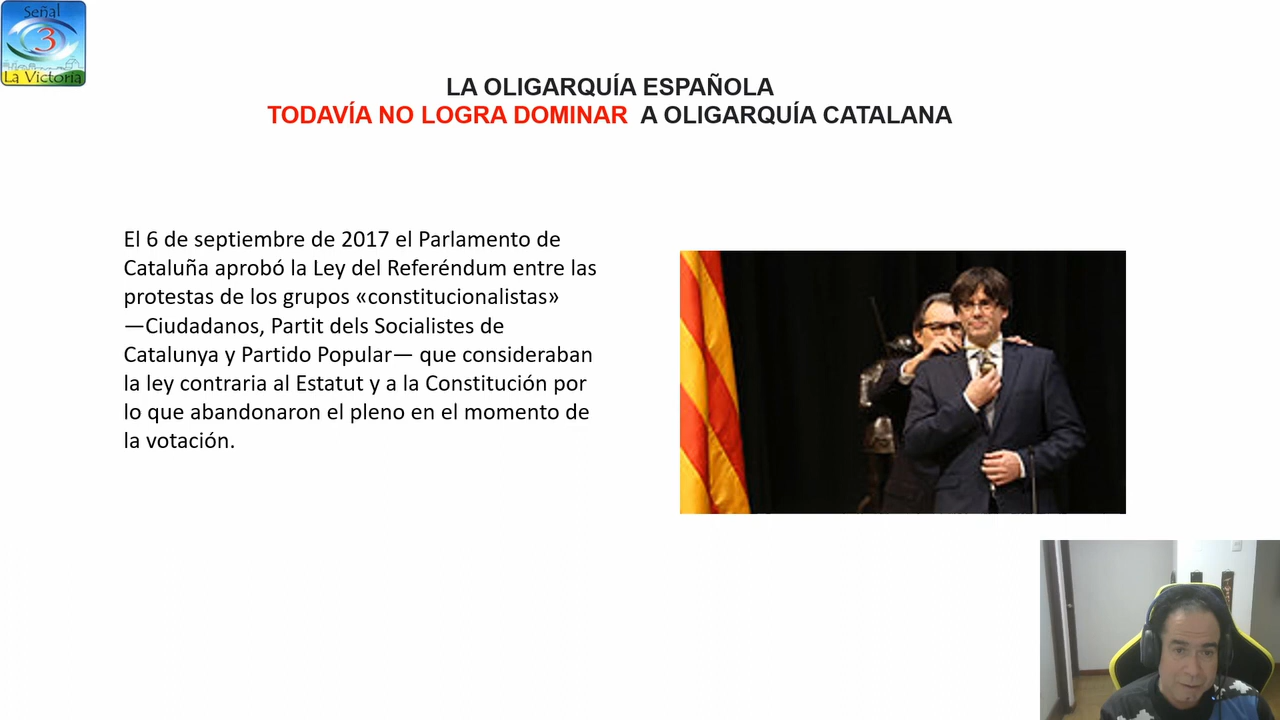 Señal
3
La Victoria
LA OLIGARQUÍA ESPAÑOLA
TODAVÍA NO LOGRA DOMINAR A OLIGARQUÍA CATALANA
El 6 de septiembre de 2017 el Parlamento de
Cataluña aprobó la Ley del Referéndum entre las
protestas de los grupos «constitucionalistas»
—Ciudadanos, Partit dels Socialistes de
Catalunya y Partido Popular— que consideraban
la ley contraria al Estatut y a la Constitución por
lo que abandonaron el pleno en el momento de
la votación.